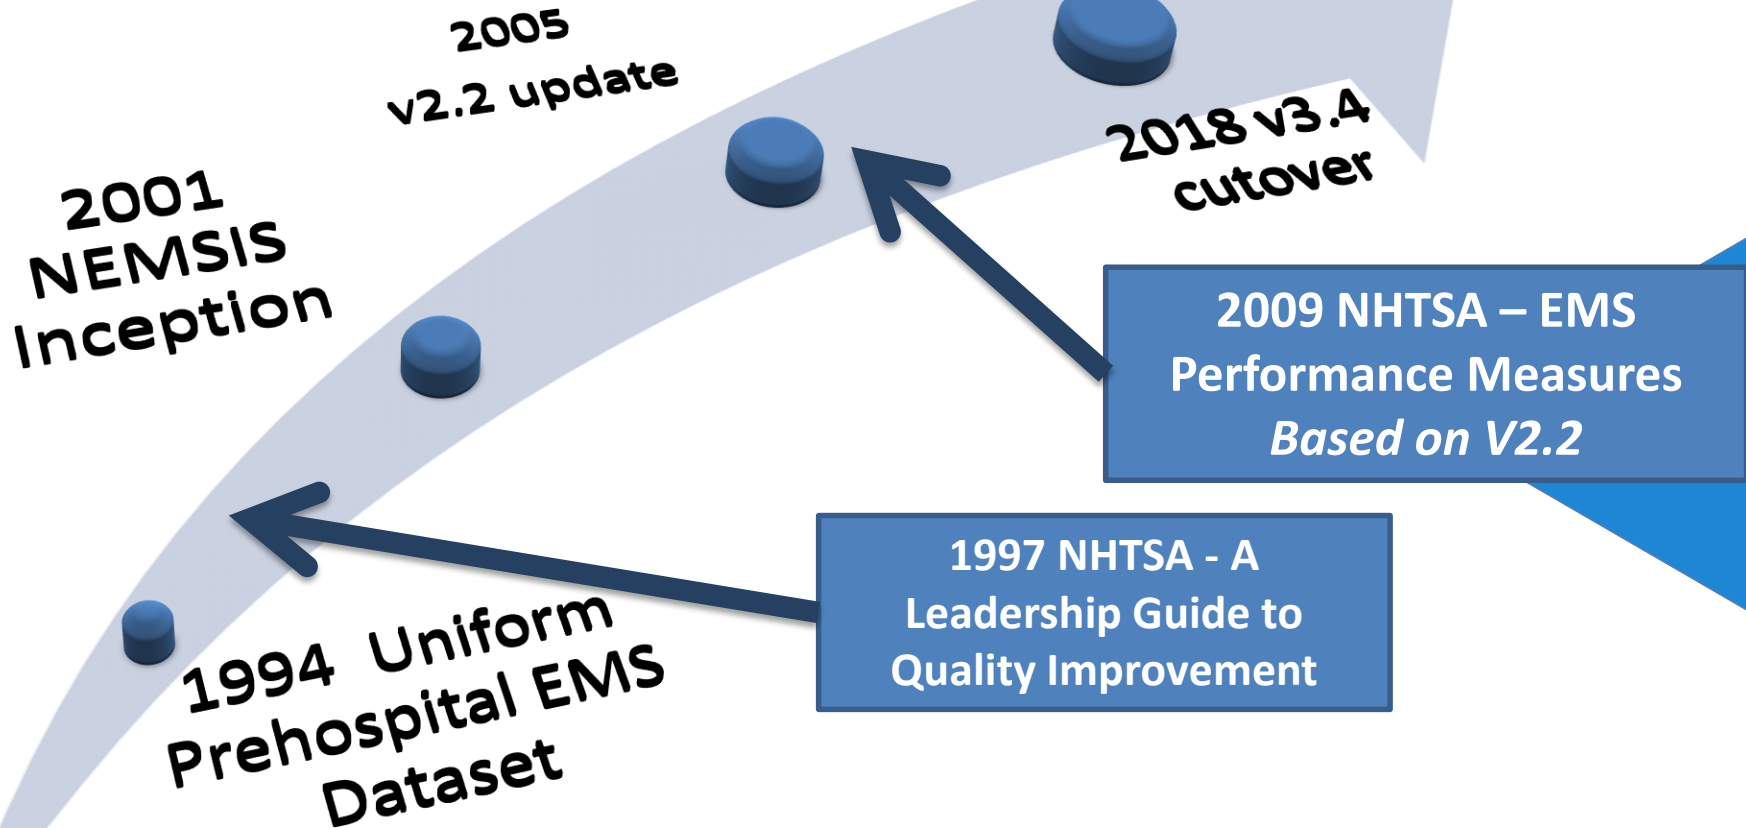 2005
v2.2 update
2001
NEMSIS
Inception
2018 v3.4
cutover
2009 NHTSA – EMS
Performance Measures
Based on V2.2
1997 NHTSA - A
Leadership Guide to
Quality Improvement
1994 Uniform
Prehospital EMS
Dataset